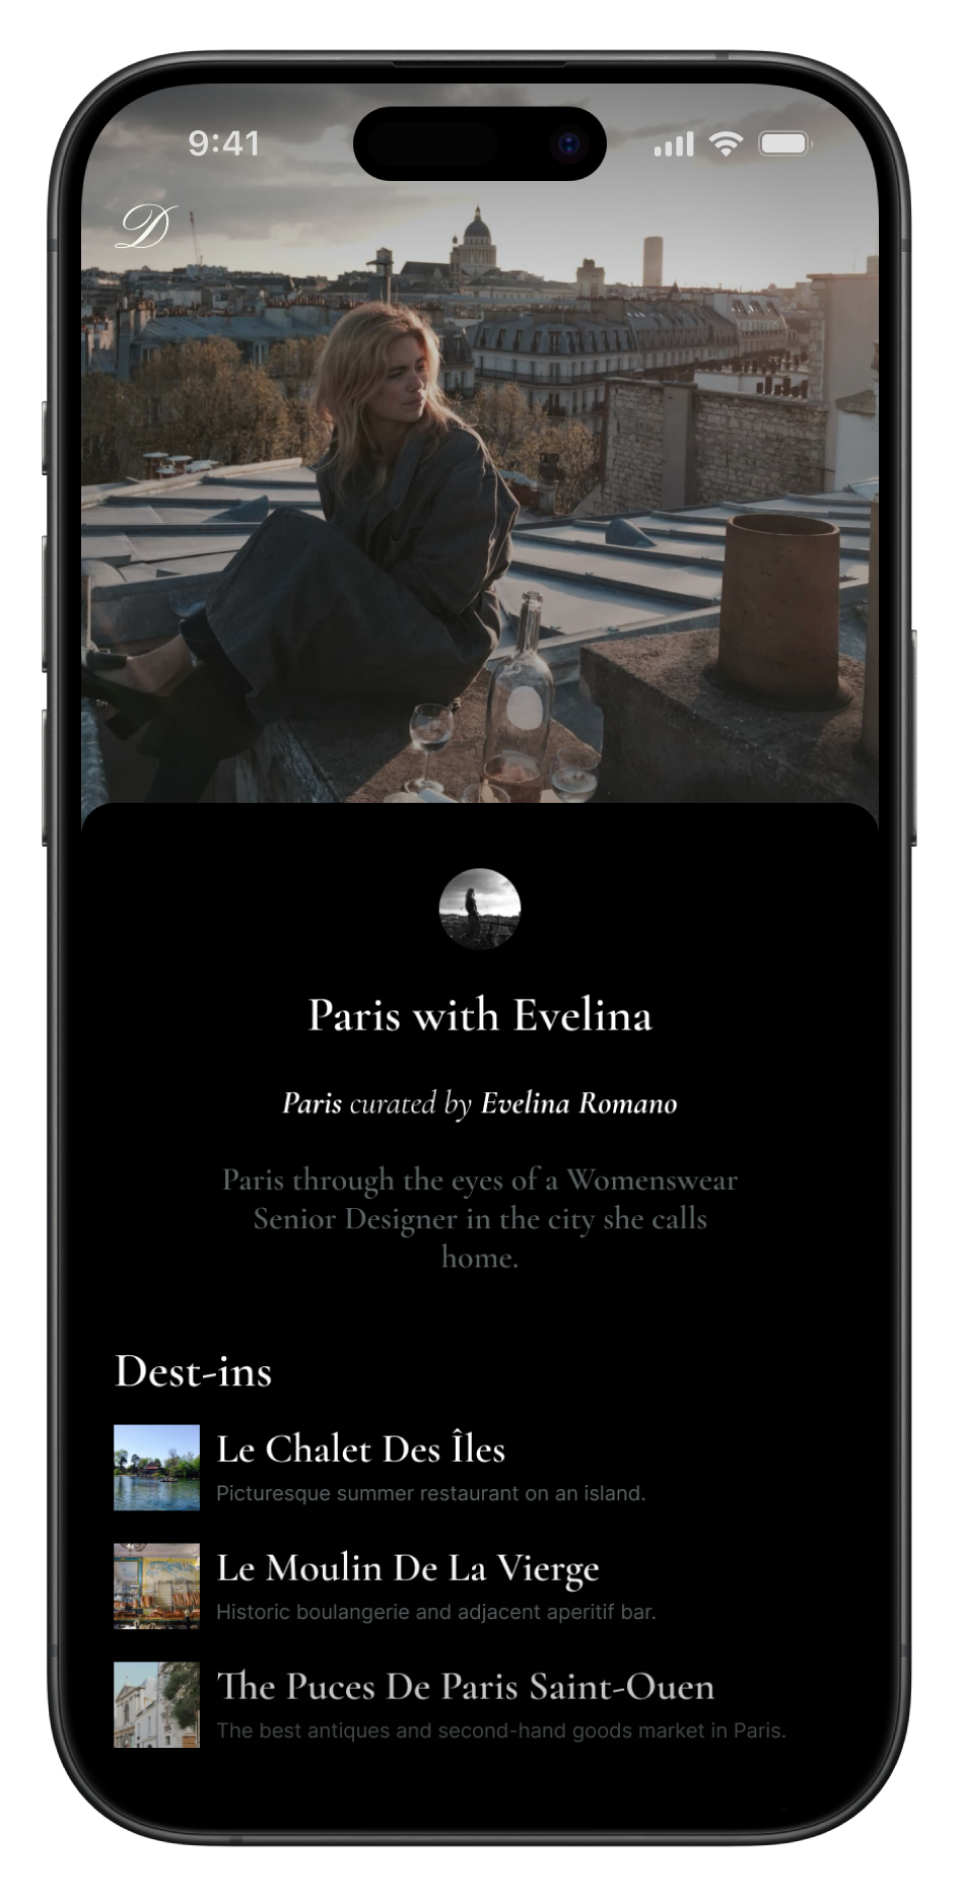 9:41
D
Paris with Evelina
Paris curated by Evelina Romano
Paris through the eyes of a Womenswear
Senior Designer in the city she calls
home.
Dest-ins
Le Chalet Des Îles
Picturesque summer restaurant on an island.
Le Moulin De La Vierge
Historic boulangerie and adjacent aperitif bar.
The Puces De Paris Saint-Ouen
The best antiques and second-hand goods market in Paris.